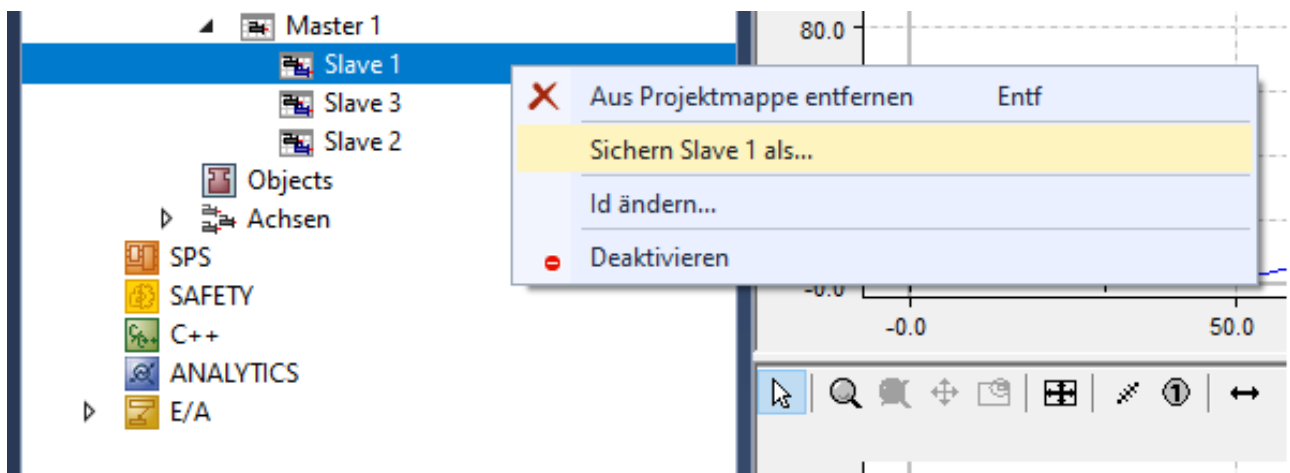 Master 1
Slave 1
Slave 3
Slave 2
Objects
Achsen
SPS
SAFETY
C++
ANALYTICS
E/A
Aus Projektmappe entfernen Entf
Sichern Slave 1 als...
Id ändern...
Deaktivieren
80.0
-0.0
-0.0 50.0
1